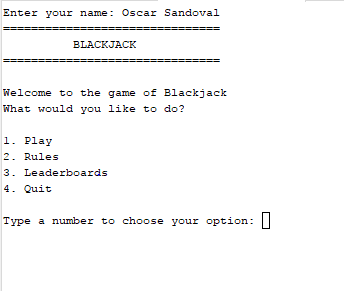 Enter your name: Oscar Sandoval
===============================
BLACKJACK
===============================
Welcome to the game of Blackjack
What would you like to do?
1. Play
2. Rules
3. Leaderboards
4. Quit
Type a number to choose your option: